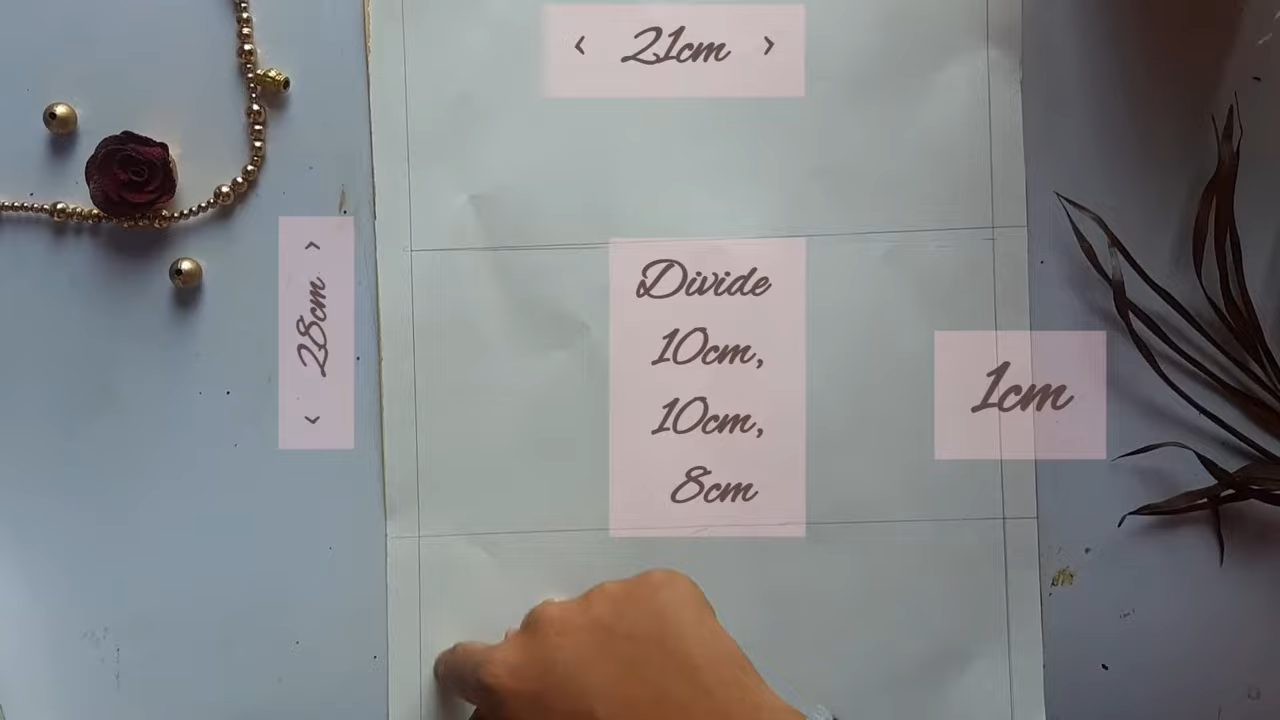 < 21cm >
< 28cm >
Divide
10cm,
10cm,
8cm
1cm